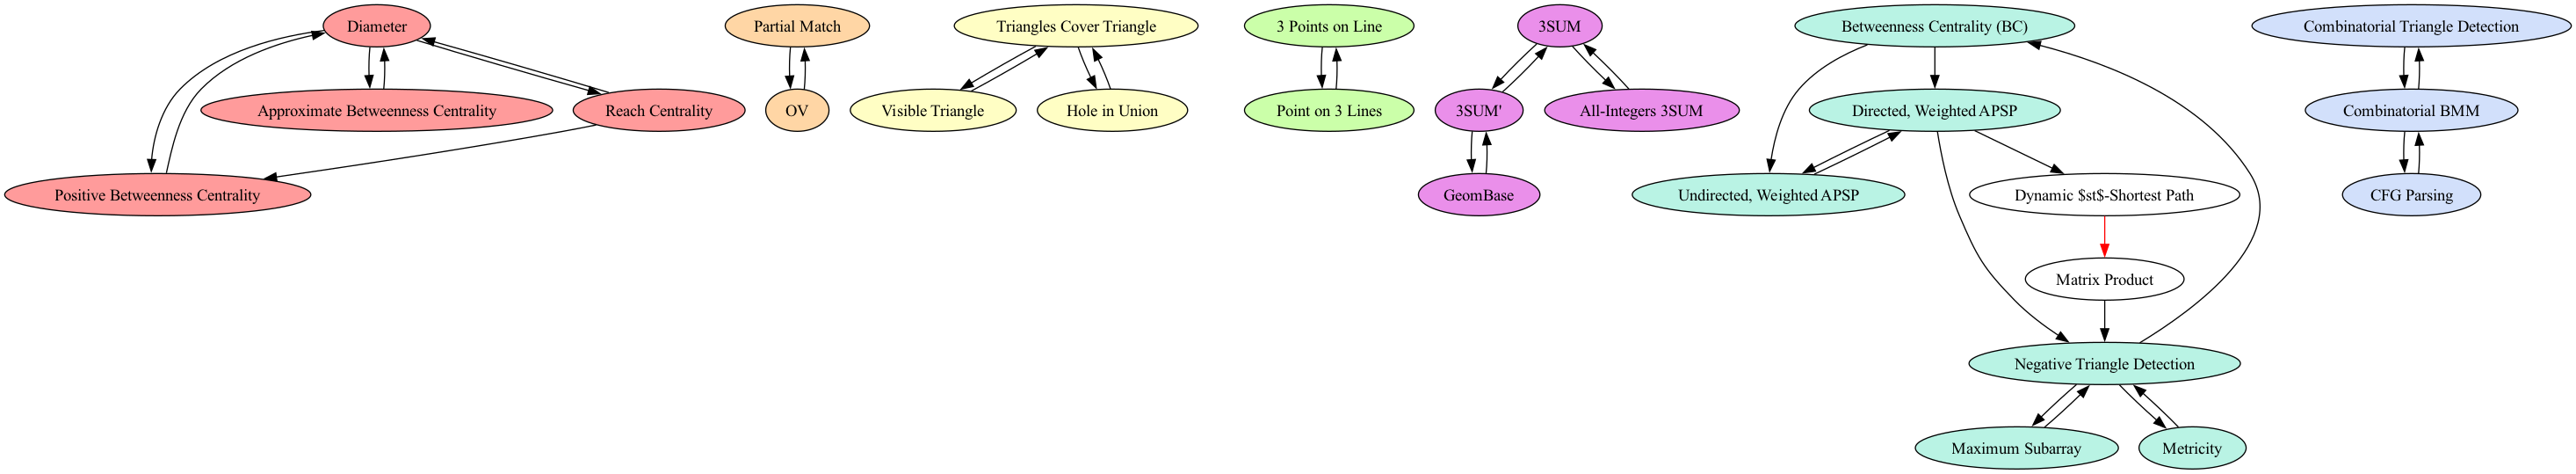 Diameter
Partial Match
Triangles Cover Triangle
3 Points on Line
3SUM
Betweenness Centrality (BC)
Combinatorial Triangle Detection
Approximate Betweenness Centrality
Reach Centrality
OV
Visible Triangle
Hole in Union
Point on 3 Lines
3SUM'
All-Integers 3SUM
Directed, Weighted APSP
Combinatorial BMM
Positive Betweenness Centrality
GeomBase
Undirected, Weighted APSP
Dynamic $st$-Shortest Path
CFG Parsing
Matrix Product
Negative Triangle Detection
Maximum Subarray
Metricity